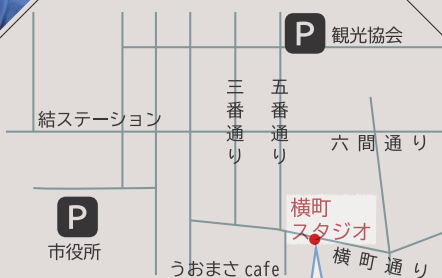 P 観光協会
三番通り
五番通り
結ステーション
六間通り
P
市役所
横町
スタジオ
横町通り
うおまさ cafe